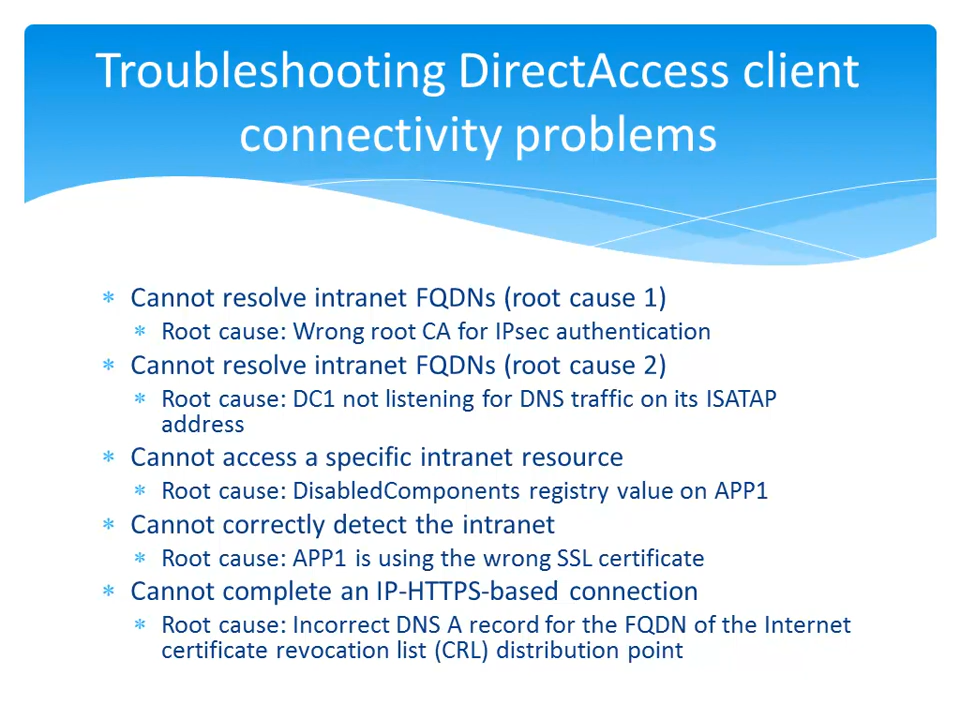 Troubleshooting DirectAccess client
connectivity problems
* Cannot resolve intranet FQDNs (root cause 1)
* Root cause: Wrong root CA for IPsec authentication
* Cannot resolve intranet FQDNs (root cause 2)
* Root cause: DC1 not listening for DNS traffic on its ISATAP
address
* Cannot access a specific intranet resource
* Root cause: DisabledComponents registry value on APP1
* Cannot correctly detect the intranet
* Root cause: APP1 is using the wrong SSL certificate
* Cannot complete an IP-HTTPS-based connection
* Root cause: Incorrect DNS A record for the FQDN of the Internet
certificate revocation list (CRL) distribution point